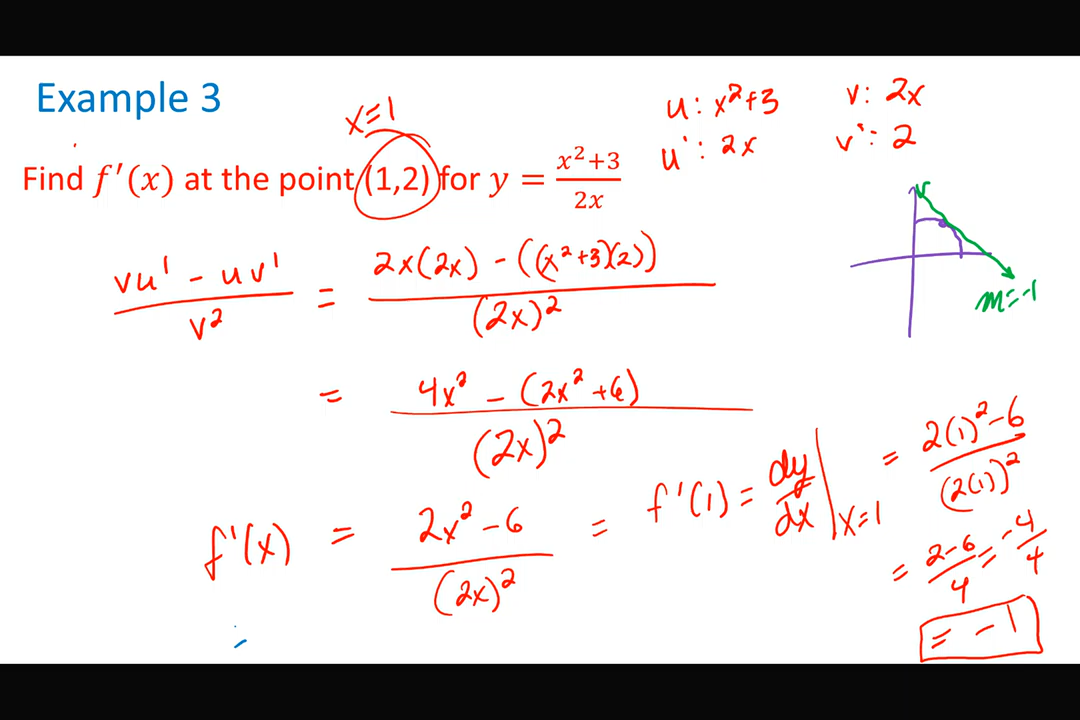 Example 3
x=1
u: x²+3
v: 2x
u': 2x
v': 2
Find f'(x) at the point (1,2) for y = (x²+3)/(2x)
(vu' - uv')/v² = (2x(2x) - ((x²+3)(2)))/(2x)²
m=-1
= (4x² - (2x²+6))/(2x)²
f'(x) = (2x²-6)/(2x)² = f'(1) = dy/dx |x=1 = (2(1)²-6)/(2(1))²
= (2-6)/4 = -4/4
= -1